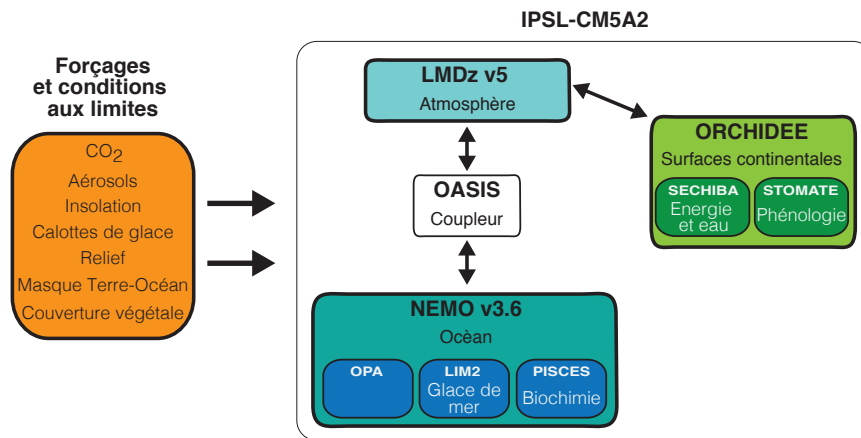 IPSL-CM5A2
Forçages
et conditions
aux limites
CO2
Aérosols
Insolation
Calottes de glace
Relief
Masque Terre-Océan
Couverture végétale
LMDz v5
Atmosphère
OASIS
Coupleur
ORCHIDEE
Surfaces continentales
SECHIBA
Energie
et eau
STOMATE
Phénologie
NEMO v3.6
Ocèan
OPA
LIM2
Glace de
mer
PISCES
Biochimie